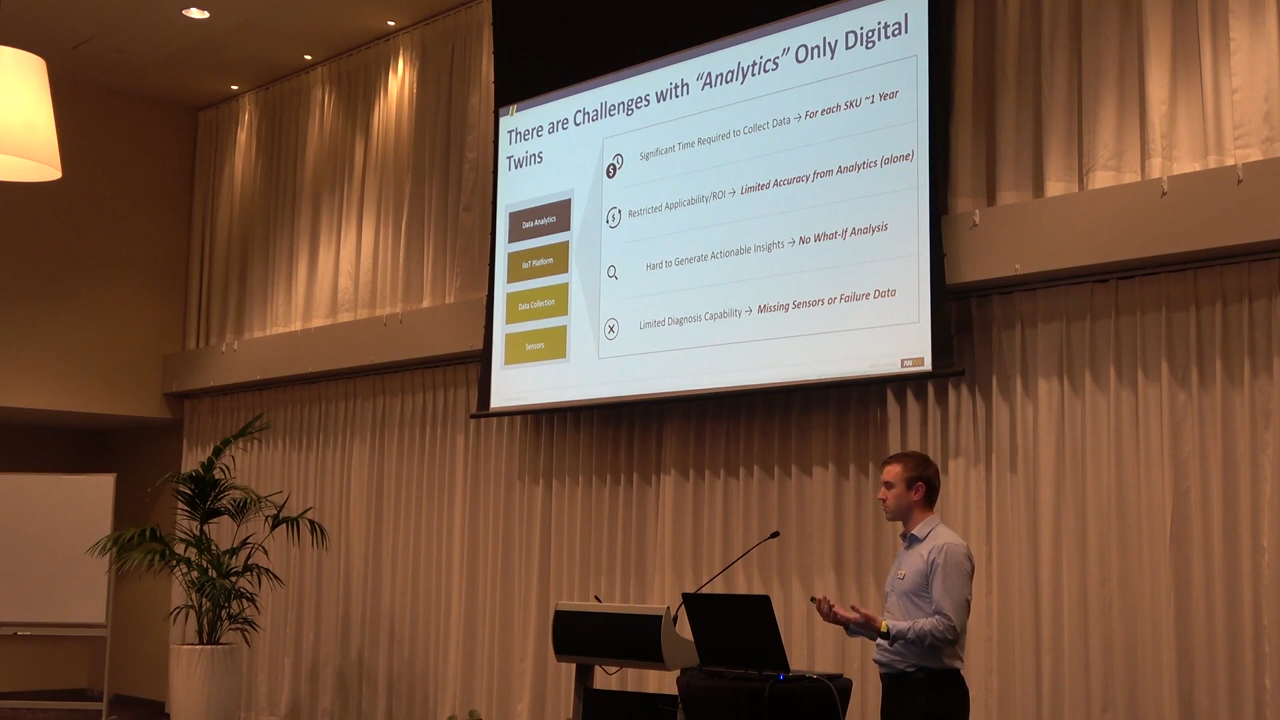 There are Challenges with “Analytics” Only Digital
Twins
Data Analytics
IIoT Platform
Data Collection
Sensors
Significant Time Required to Collect Data → For each SKU ~1 Year
Restricted Applicability/ROI → Limited Accuracy from Analytics (alone)
Hard to Generate Actionable Insights → No What-If Analysis
Limited Diagnosis Capability → Missing Sensors or Failure Data